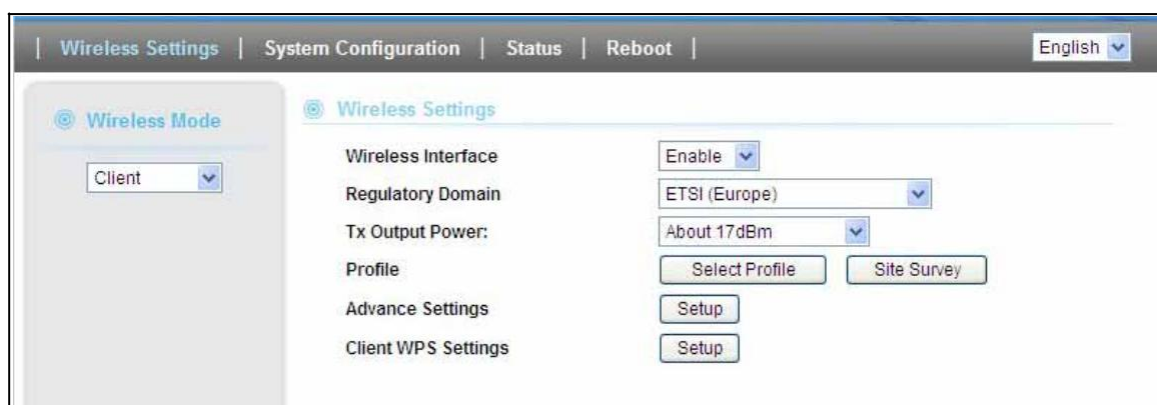 | Wireless Settings | System Configuration | Status | Reboot | English
Wireless Mode
Client
Wireless Settings
Wireless Interface Enable
Regulatory Domain ETSI (Europe)
Tx Output Power: About 17dBm
Profile Select Profile Site Survey
Advance Settings Setup
Client WPS Settings Setup